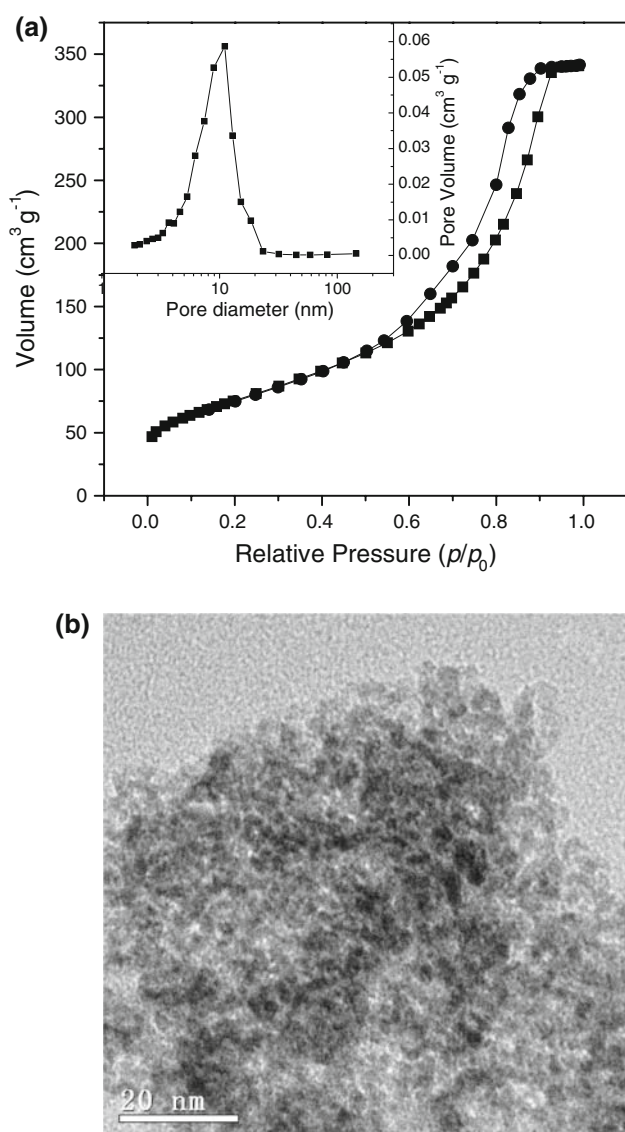 (a)
350
300
250
200
150
100
50
0
Volume (cm³ g⁻¹)
0.0 0.2 0.4 0.6 0.8 1.0
Relative Pressure (p/p₀)
0.06
0.05
0.04
0.03
0.02
0.01
0.00
Pore Volume (cm³ g⁻¹)
1 10 100
Pore diameter (nm)
(b)
20 nm